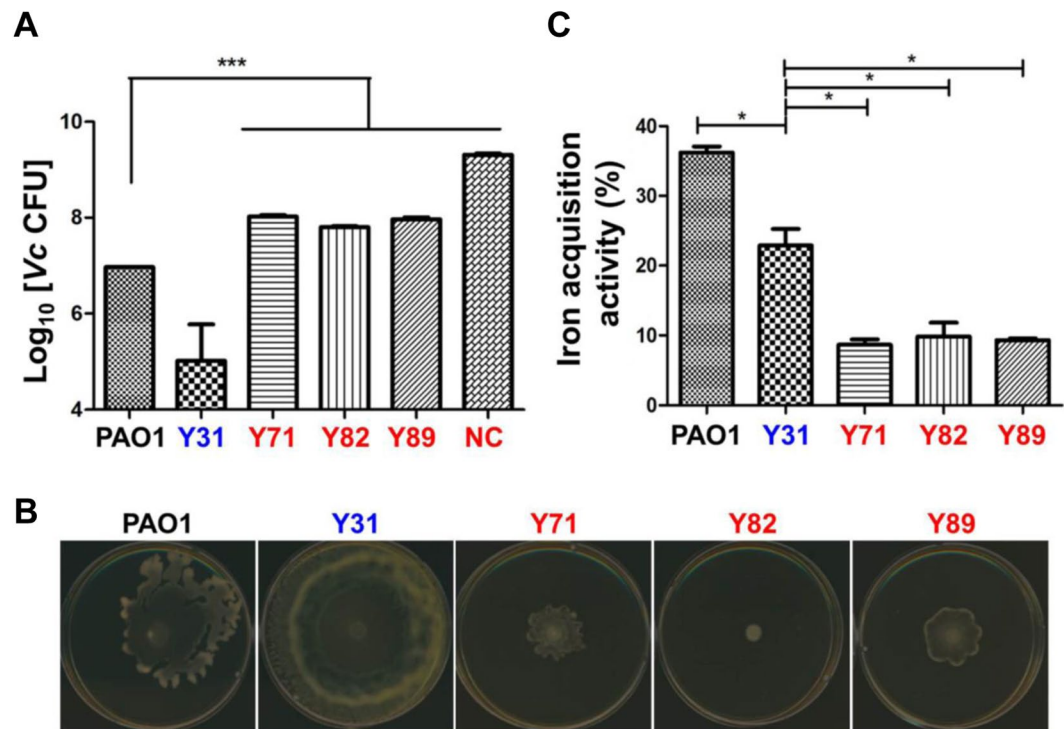 A
***
Log10 [Vc CFU]
10
8
6
4
PAO1 Y31 Y71 Y82 Y89 NC
C
*
*
*
*
Iron acquisition
activity (%)
40
30
20
10
0
PAO1 Y31 Y71 Y82 Y89
B
PAO1 Y31 Y71 Y82 Y89